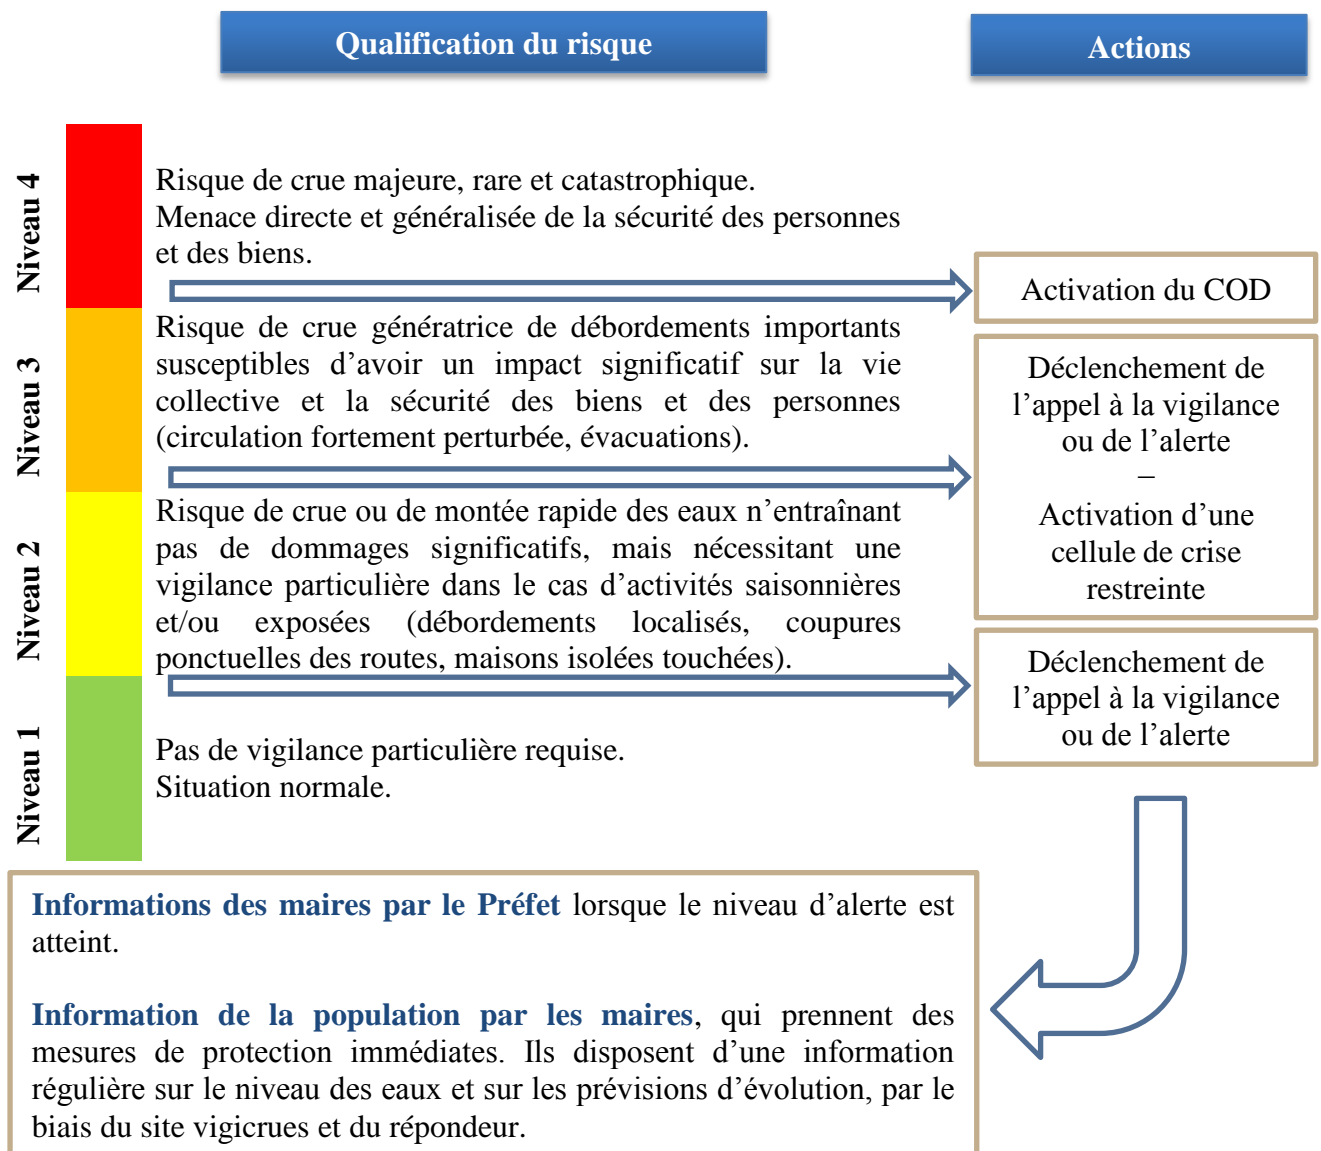 Qualification du risque
Actions
Niveau 4
Risque de crue majeure, rare et catastrophique.
Menace directe et généralisée de la sécurité des personnes
et des biens.
Activation du COD
Niveau 3
Risque de crue génératrice de débordements importants
susceptibles d’avoir un impact significatif sur la vie
collective et la sécurité des biens et des personnes
(circulation fortement perturbée, évacuations).
Déclenchement de
l’appel à la vigilance
ou de l’alerte
–
Activation d’une
cellule de crise
restreinte
Niveau 2
Risque de crue ou de montée rapide des eaux n’entraînant
pas de dommages significatifs, mais nécessitant une
vigilance particulière dans le cas d’activités saisonnières
et/ou exposées (débordements localisés, coupures
ponctuelles des routes, maisons isolées touchées).
Déclenchement de
l’appel à la vigilance
ou de l’alerte
Niveau 1
Pas de vigilance particulière requise.
Situation normale.
Informations des maires par le Préfet lorsque le niveau d’alerte est
atteint.
Information de la population par les maires, qui prennent des
mesures de protection immédiates. Ils disposent d’une information
régulière sur le niveau des eaux et sur les prévisions d’évolution, par le
biais du site vigicrues et du répondeur.